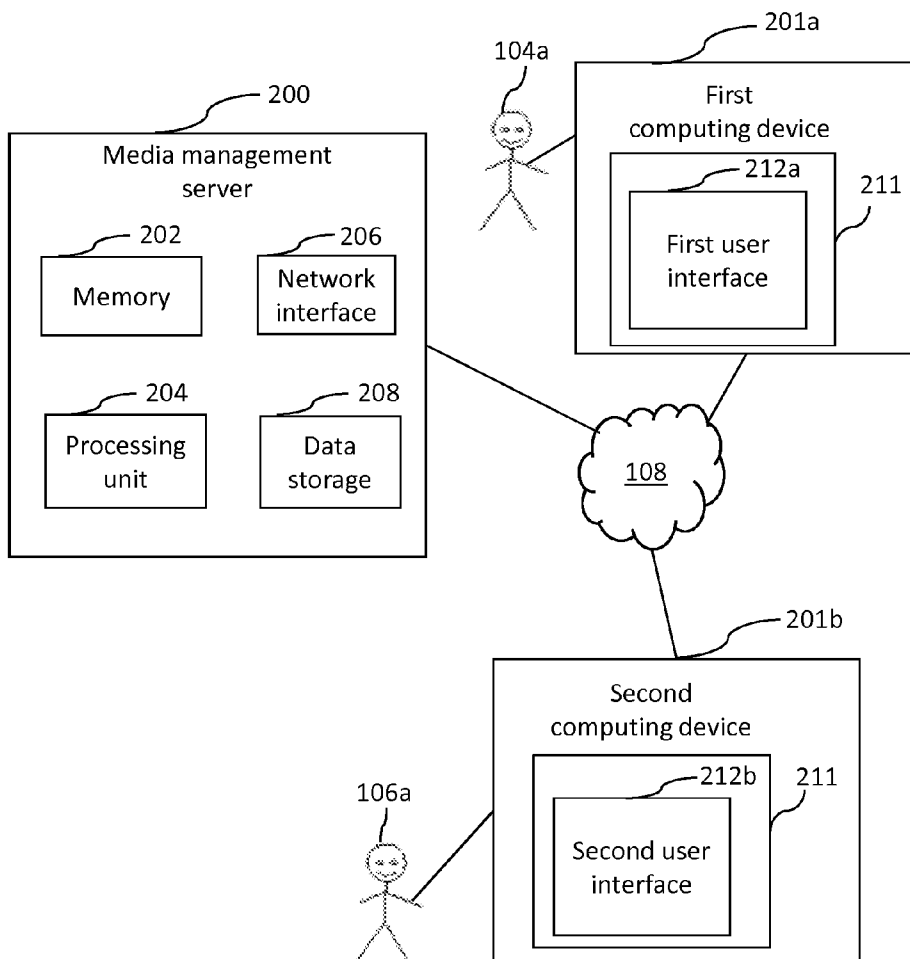 201a
104a
200
First
computing device
Media management
server
212a
211
202
206
First user
interface
Memory
Network
interface
204
208
Processing
unit
Data
storage
108
201b
Second
computing device
212b
211
106a
Second user
interface